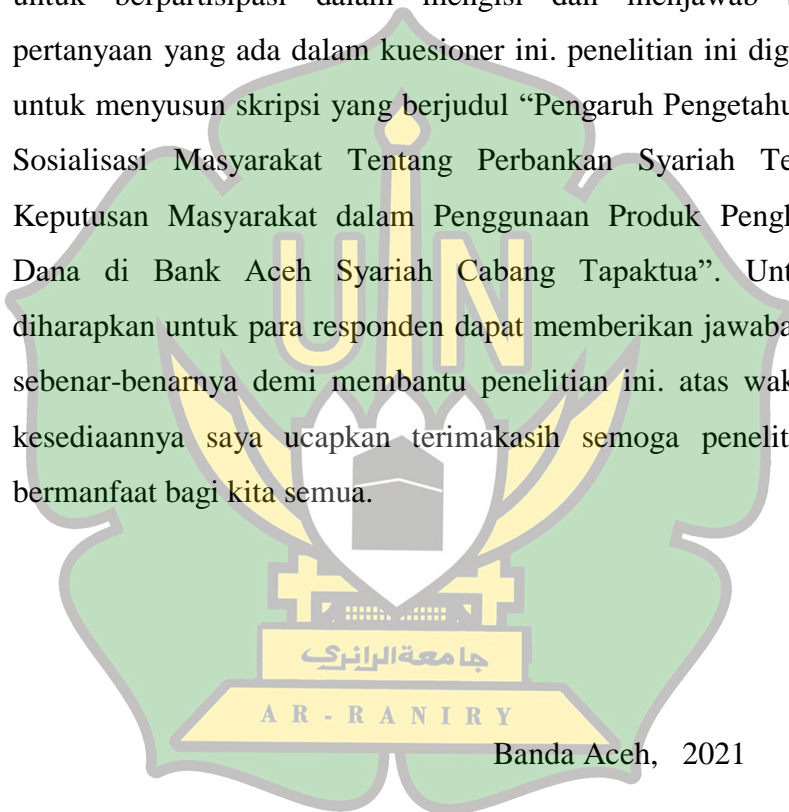 untuk berpartisipasi dalam mengisi dan menjawab
pertanyaan yang ada dalam kuesioner ini. penelitian ini dig
untuk menyusun skripsi yang berjudul “Pengaruh Pengetahu
Sosialisasi Masyarakat Tentang Perbankan Syariah Te
Keputusan Masyarakat dalam Penggunaan Produk Pengh
Dana di Bank Aceh Syariah Cabang Tapaktua”. Unt
diharapkan untuk para responden dapat memberikan jawaba
sebenar-benarnya demi membantu penelitian ini. atas wak
kesediaannya saya ucapkan terimakasih semoga penelit
bermanfaat bagi kita semua.
UIN
جامعة الرانري
AR-RANIRY
Banda Aceh, 2021